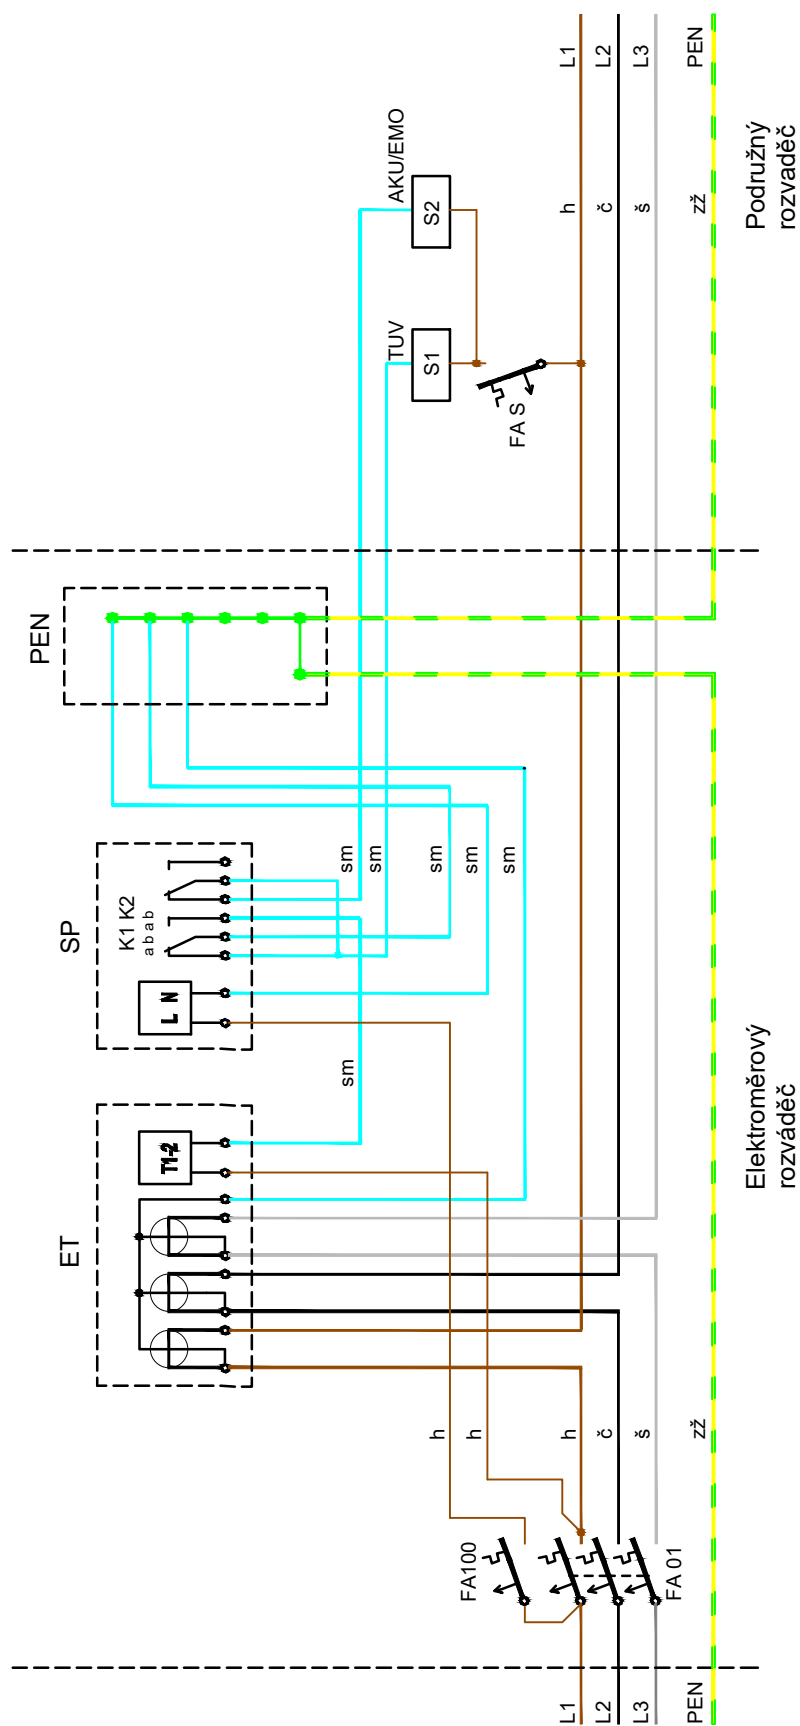 L1
L2
L3
PEN
AKU/EMO
S2
h
č
š
zž
Podružný
rozvaděč
TUV
S1
FA S
PEN
SP
K1 K2
a b a b
L N
sm
sm
sm
sm
sm
sm
ET
T1-2
Elektroměrový
rozváděč
h
h
h
č
š
zž
FA100
FA 01
L1
L2
L3
PEN